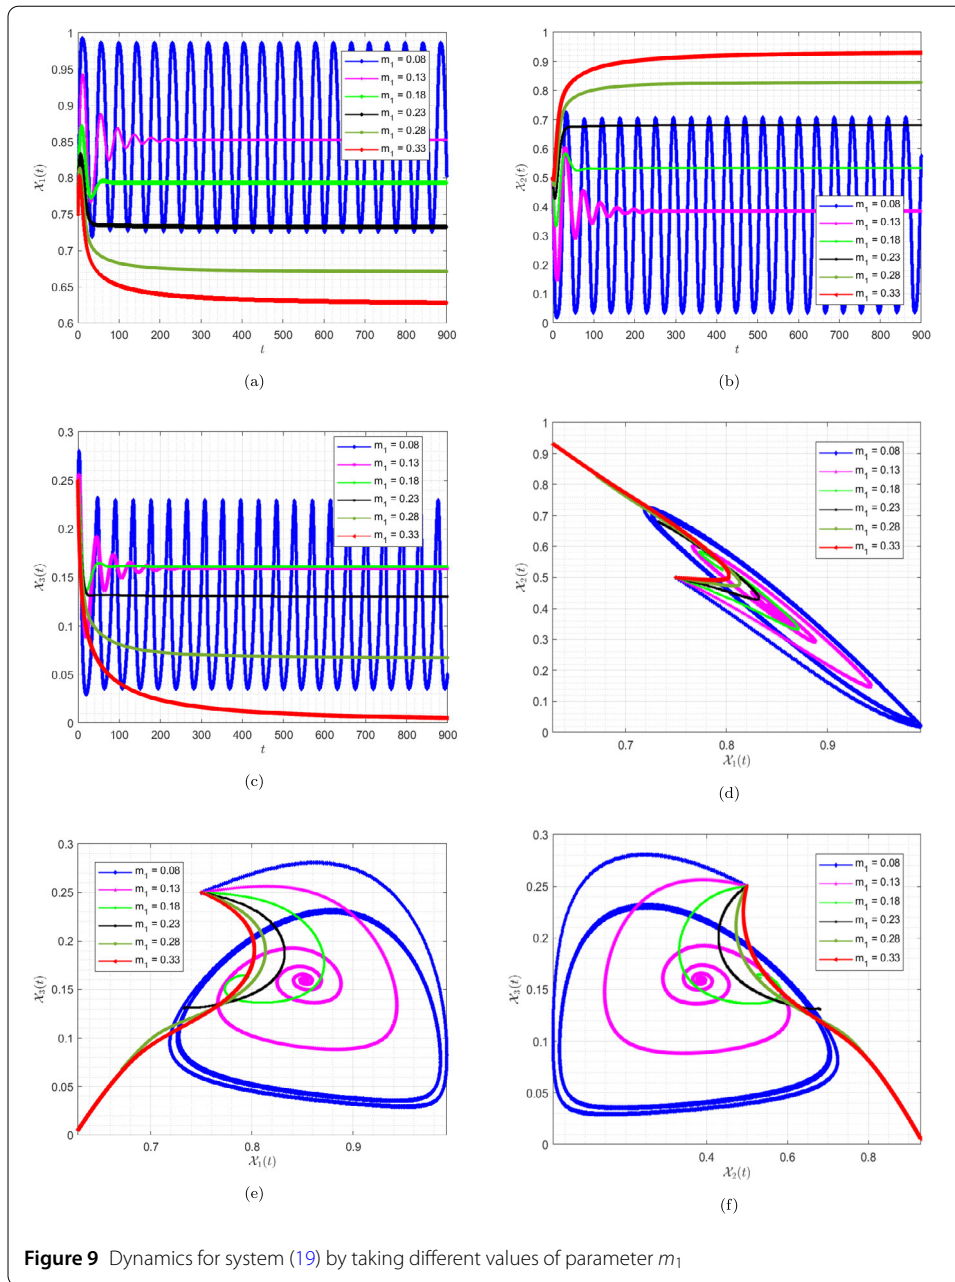 1
0.95
0.9
0.85
0.8
0.75
0.7
0.65
0.6
𝒳₁(t)
0 100 200 300 400 500 600 700 800 900
t
m₁ = 0.08
m₁ = 0.13
m₁ = 0.18
m₁ = 0.23
m₁ = 0.28
m₁ = 0.33
(a)
1
0.9
0.8
0.7
0.6
0.5
0.4
0.3
0.2
0.1
0
𝒳₂(t)
0 100 200 300 400 500 600 700 800 900
t
m₁ = 0.08
m₁ = 0.13
m₁ = 0.18
m₁ = 0.23
m₁ = 0.28
m₁ = 0.33
(b)
0.3
0.25
0.2
0.15
0.1
0.05
0
𝒳₃(t)
0 100 200 300 400 500 600 700 800 900
t
m₁ = 0.08
m₁ = 0.13
m₁ = 0.18
m₁ = 0.23
m₁ = 0.28
m₁ = 0.33
(c)
1
0.9
0.8
0.7
0.6
0.5
0.4
0.3
0.2
0.1
0
𝒳₂(t)
0.7 0.8 0.9
𝒳₁(t)
m₁ = 0.08
m₁ = 0.13
m₁ = 0.18
m₁ = 0.23
m₁ = 0.28
m₁ = 0.33
(d)
0.3
0.25
0.2
0.15
0.1
0.05
0
𝒳₃(t)
0.7 0.8 0.9
𝒳₁(t)
m₁ = 0.08
m₁ = 0.13
m₁ = 0.18
m₁ = 0.23
m₁ = 0.28
m₁ = 0.33
(e)
0.3
0.25
0.2
0.15
0.1
0.05
0
𝒳₃(t)
0.4 0.6 0.8
𝒳₂(t)
m₁ = 0.08
m₁ = 0.13
m₁ = 0.18
m₁ = 0.23
m₁ = 0.28
m₁ = 0.33
(f)
Figure 9 Dynamics for system (19) by taking different values of parameter m₁